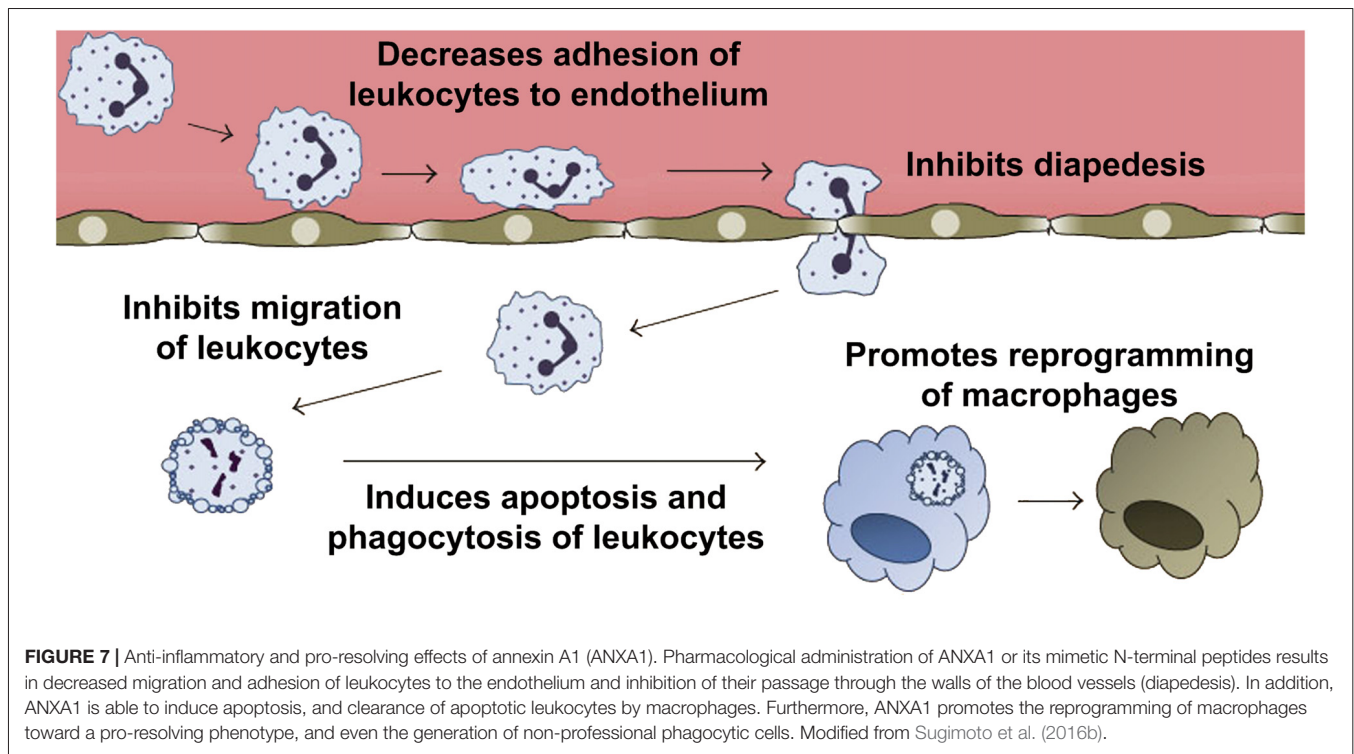 Decreases adhesion of
leukocytes to endothelium
Inhibits diapedesis
Inhibits migration
of leukocytes
Promotes reprogramming
of macrophages
Induces apoptosis and
phagocytosis of leukocytes
FIGURE 7 | Anti-inflammatory and pro-resolving effects of annexin A1 (ANXA1). Pharmacological administration of ANXA1 or its mimetic N-terminal peptides results
in decreased migration and adhesion of leukocytes to the endothelium and inhibition of their passage through the walls of the blood vessels (diapedesis). In addition,
ANXA1 is able to induce apoptosis, and clearance of apoptotic leukocytes by macrophages. Furthermore, ANXA1 promotes the reprogramming of macrophages
toward a pro-resolving phenotype, and even the generation of non-professional phagocytic cells. Modified from Sugimoto et al. (2016b).